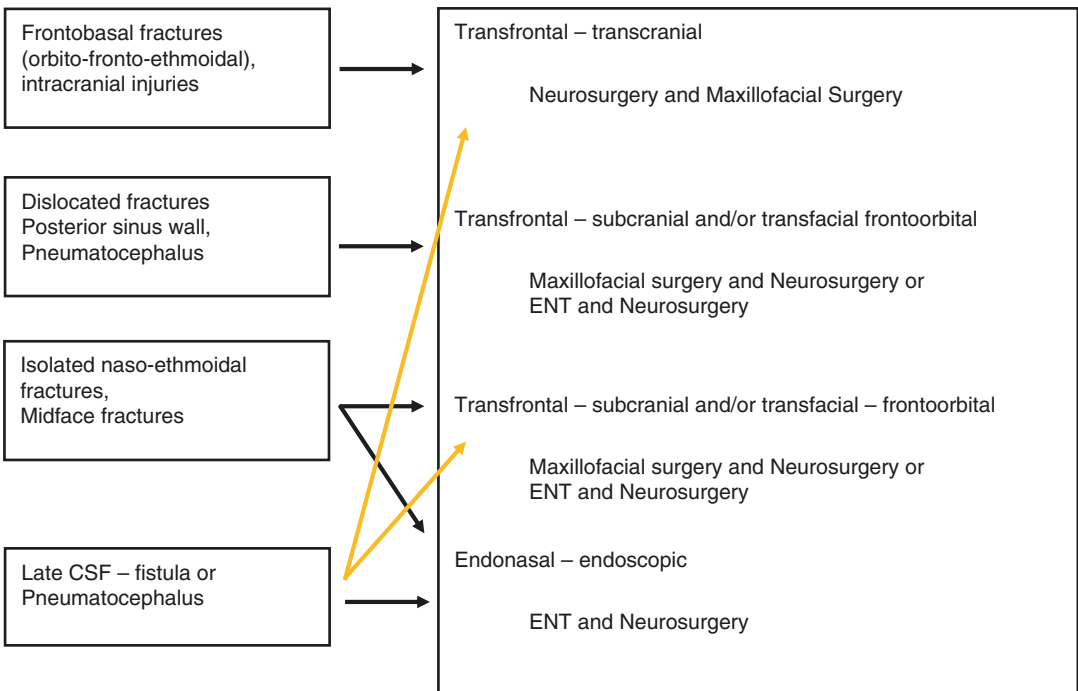 Frontobasal fractures
(orbito-fronto-ethmoidal),
intracranial injuries
Dislocated fractures
Posterior sinus wall,
Pneumatocephalus
Isolated naso-ethmoidal
fractures,
Midface fractures
Late CSF – fistula or
Pneumatocephalus
Transfrontal – transcranial
Neurosurgery and Maxillofacial Surgery
Transfrontal – subcranial and/or transfacial frontoorbital
Maxillofacial surgery and Neurosurgery or
ENT and Neurosurgery
Transfrontal – subcranial and/or transfacial – frontoorbital
Maxillofacial surgery and Neurosurgery or
ENT and Neurosurgery
Endonasal – endoscopic
ENT and Neurosurgery